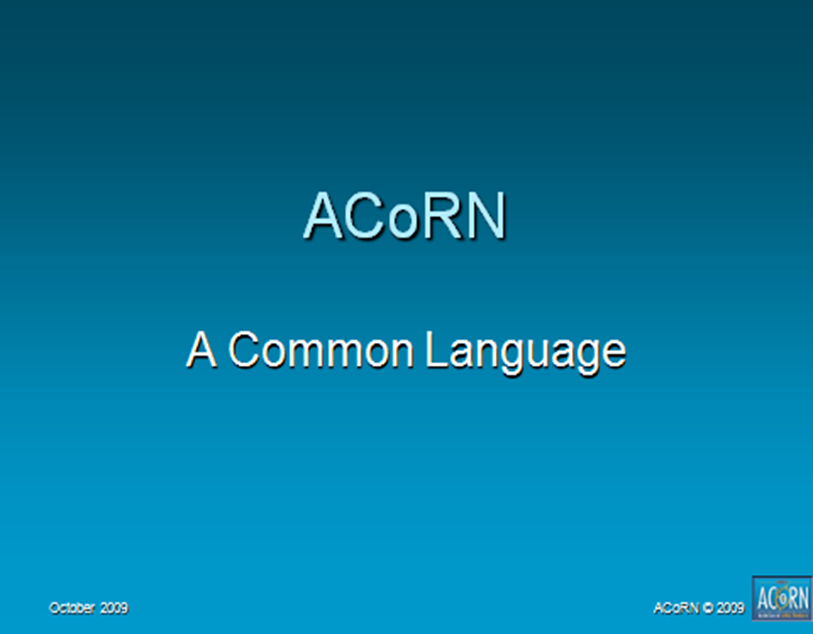 ACoRN
A Common Language
October 2009
ACoRN © 2009
ACoRN